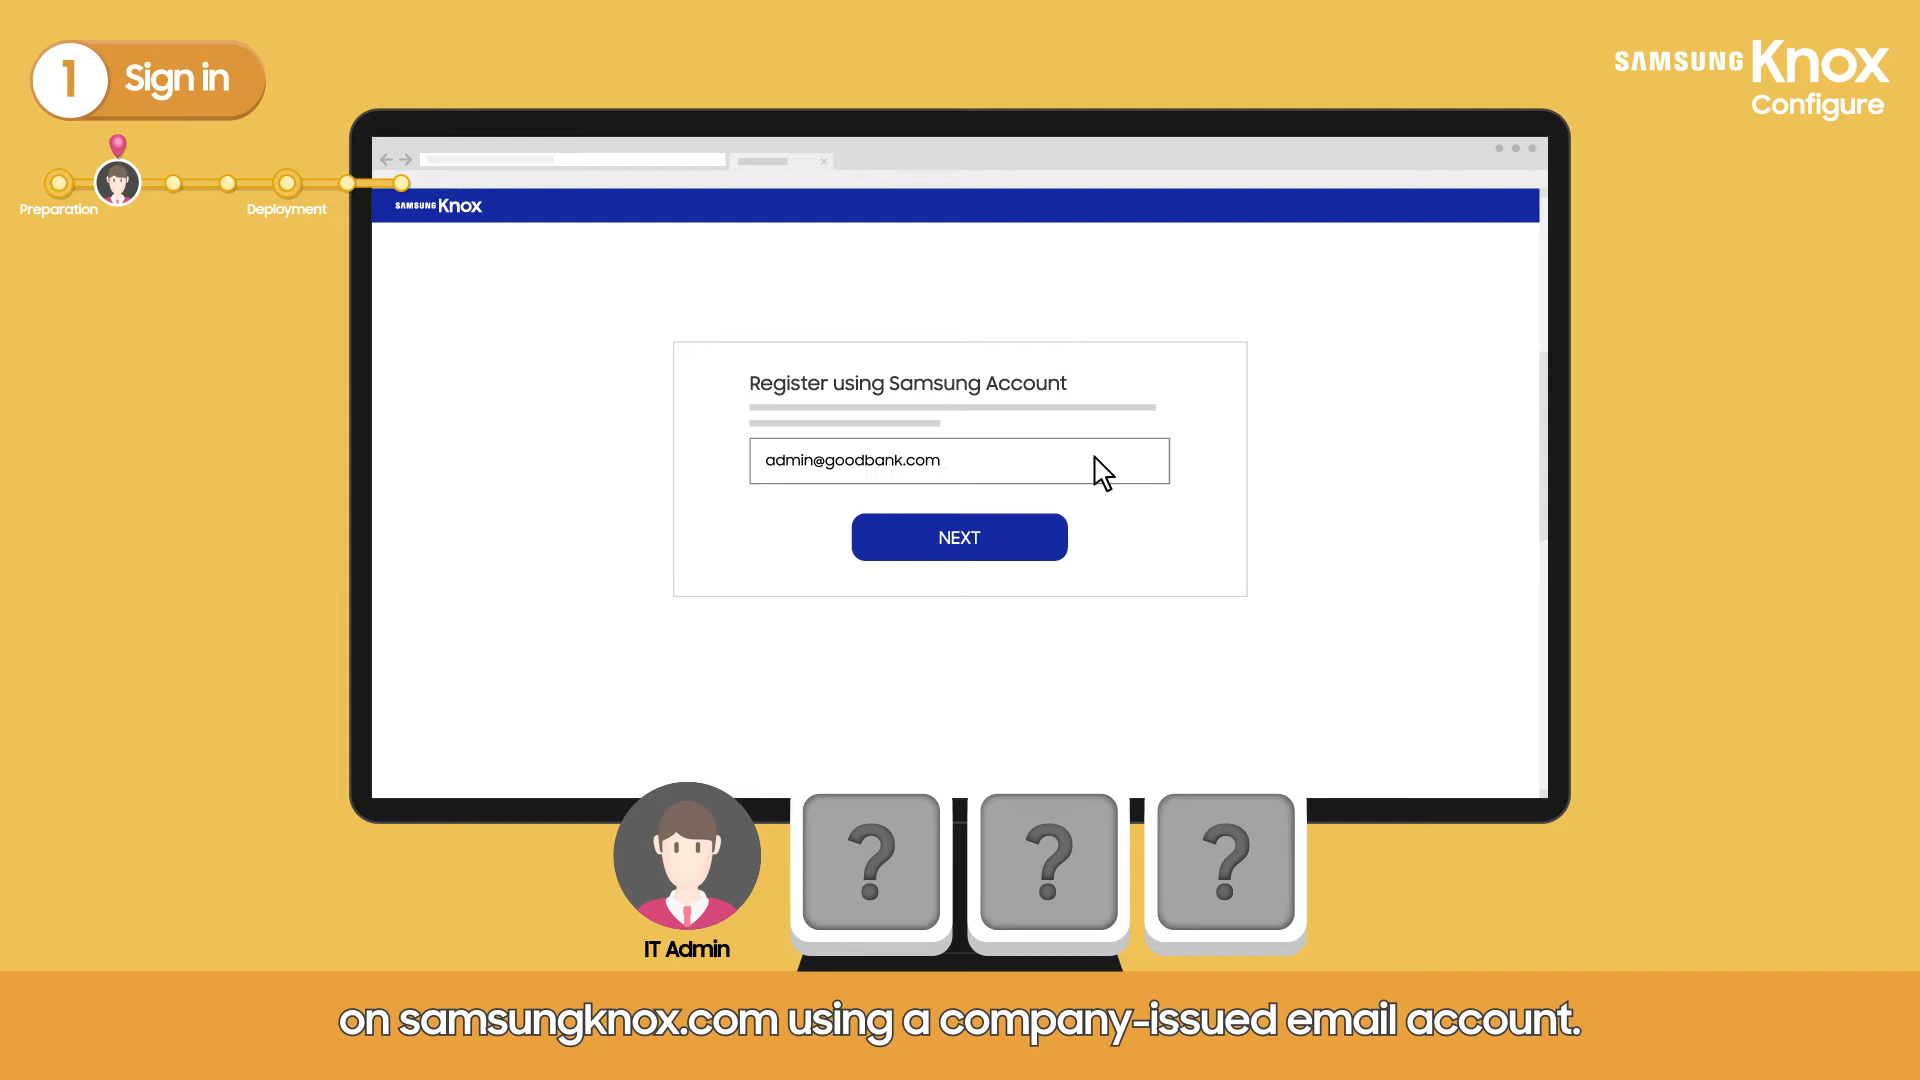 1 Sign in
SAMSUNG Knox
Configure
Preparation
Deployment
SAMSUNG Knox
Register using Samsung Account
admin@goodbank.com
NEXT
? ? ?
IT Admin
on samsungknox.com using a company-issued email account.